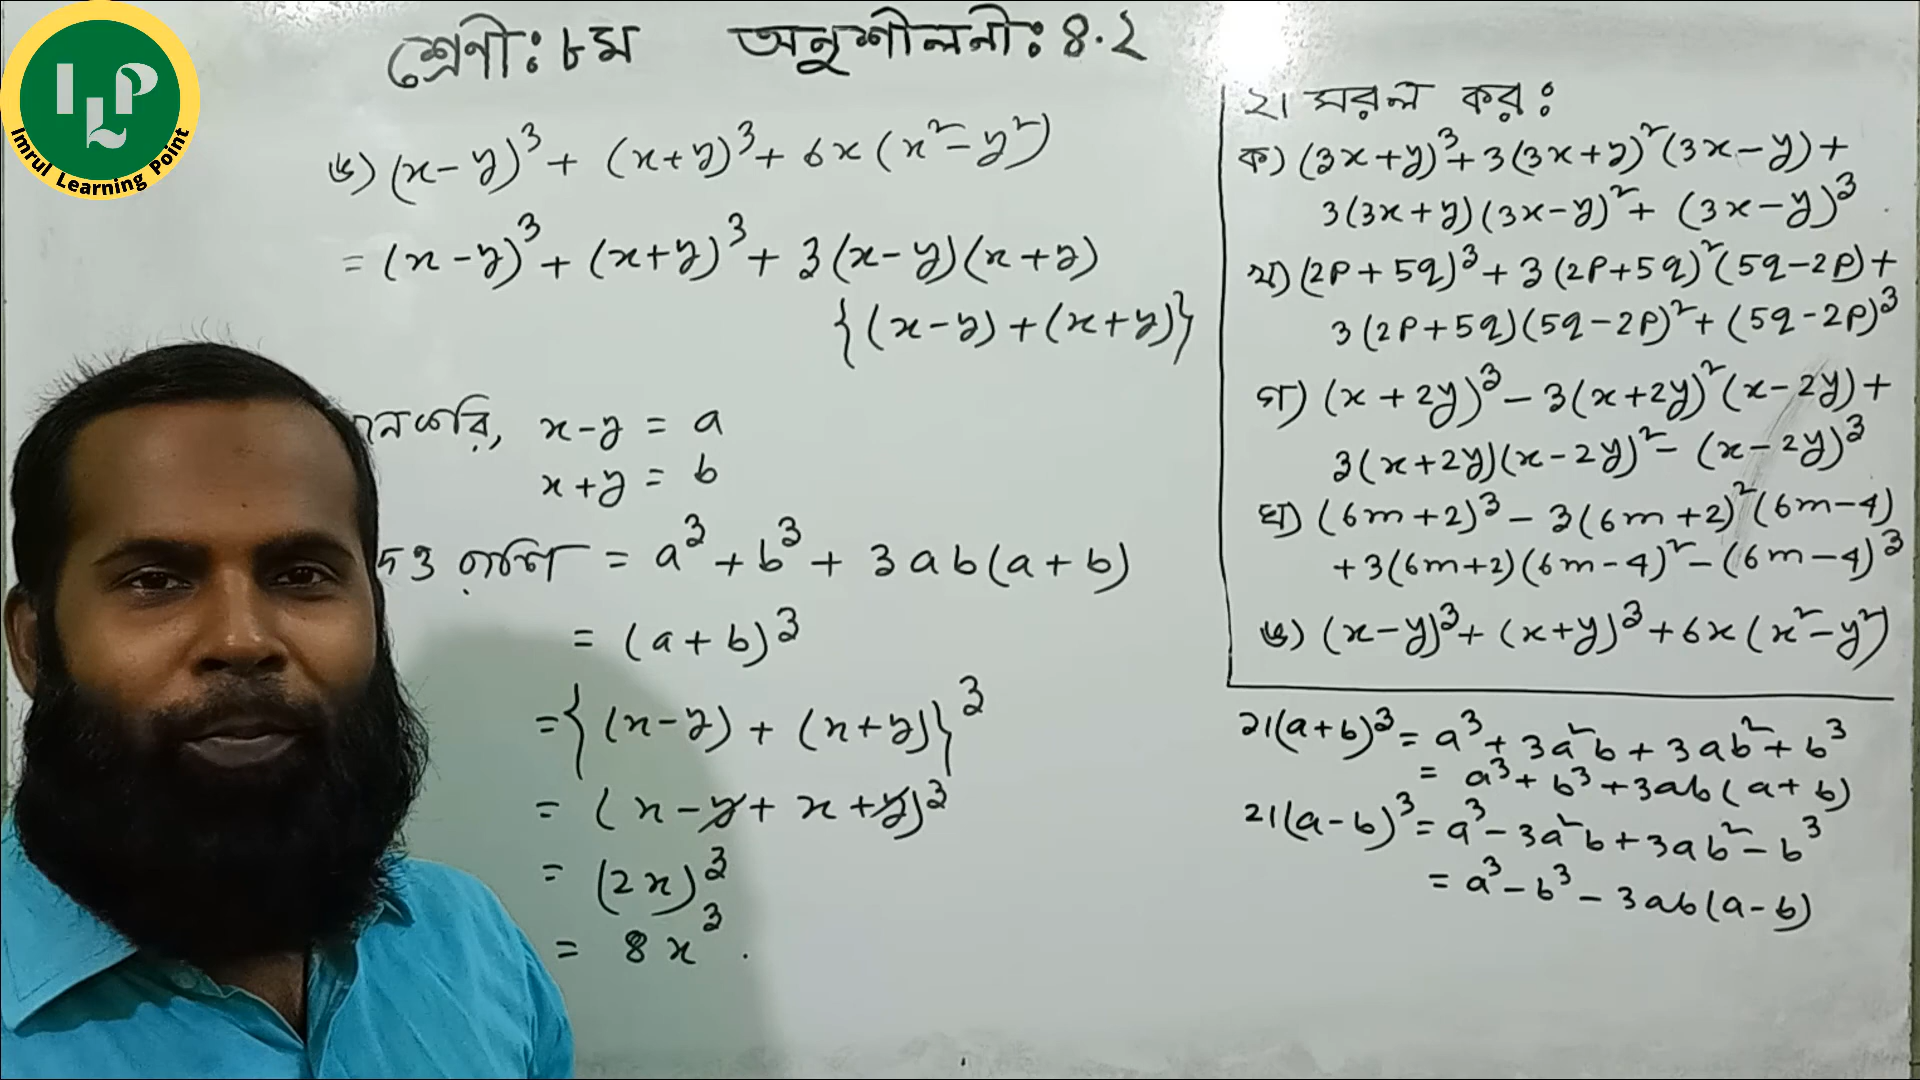 ILP
Imrul Learning Point
শ্রেণী: ৮ম অনুশীলনী: ৪.২
ঙ) (x-y)³ + (x+y)³ + 6x(x²-y²)
= (x-y)³ + (x+y)³ + 3(x-y)(x+y)
{(x-y)+(x+y)}
x-y = a
x+y = b
রাশি = a³ + b³ + 3ab(a+b)
= (a+b)³
= {(x-y) + (x+y)}³
= (x-y+x+y)³
= (2x)³
= 8x³.
২। সরল কর:
ক) (3x+y)³+3(3x+y)²(3x-y)+
3(3x+y)(3x-y)²+(3x-y)³
খ) (2p+5q)³+3(2p+5q)²(5q-2p)+
3(2p+5q)(5q-2p)²+(5q-2p)³
গ) (x+2y)³-3(x+2y)²(x-2y)+
3(x+2y)(x-2y)²-(x-2y)³
ঘ) (6m+2)³-3(6m+2)²(6m-4)
+3(6m+2)(6m-4)²-(6m-4)³
ঙ) (x-y)³+(x+y)³+6x(x²-y²)
১।(a+b)³ = a³+3a²b+3ab²+b³
= a³+b³+3ab(a+b)
২।(a-b)³ = a³-3a²b+3ab²-b³
= a³-b³-3ab(a-b)